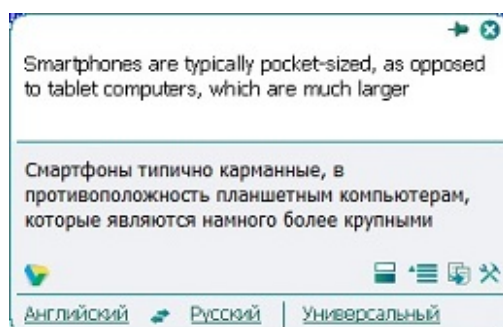 Smartphones are typically pocket-sized, as opposed
to tablet computers, which are much larger
Смартфоны типично карманные, в
противоположность планшетным компьютерам,
которые являются намного более крупными
Английский Русский Универсальный